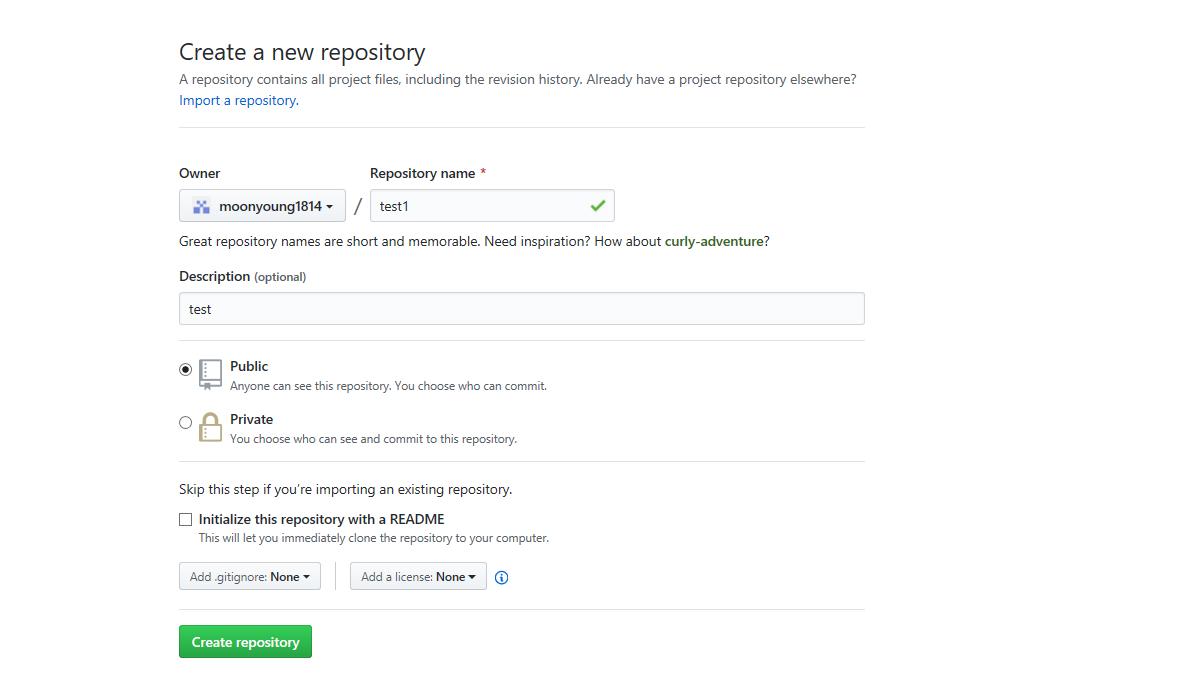 Create a new repository
A repository contains all project files, including the revision history. Already have a project repository elsewhere?
Import a repository.
Owner
Repository name *
moonyoung1814 / test1
Great repository names are short and memorable. Need inspiration? How about curly-adventure?
Description (optional)
test
Public
Anyone can see this repository. You choose who can commit.
Private
You choose who can see and commit to this repository.
Skip this step if you’re importing an existing repository.
Initialize this repository with a README
This will let you immediately clone the repository to your computer.
Add .gitignore: None
Add a license: None
Create repository